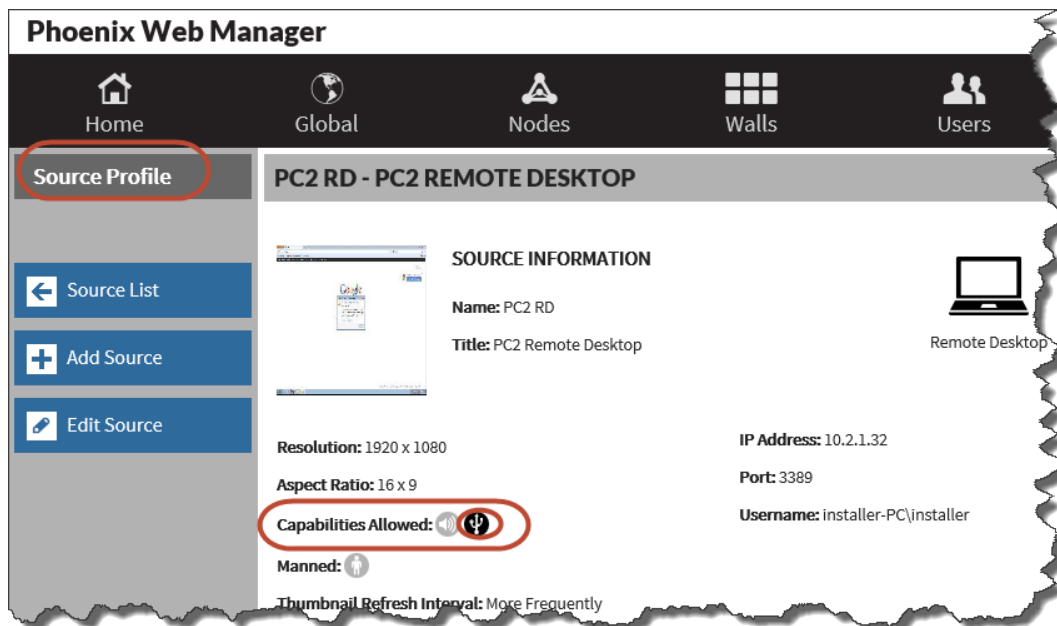 Phoenix Web Manager
Home Global Nodes Walls Users
Source Profile
PC2 RD - PC2 REMOTE DESKTOP
Source List
Add Source
Edit Source
Google
SOURCE INFORMATION
Name: PC2 RD
Title: PC2 Remote Desktop
Remote Desktop
Resolution: 1920 x 1080
Aspect Ratio: 16 x 9
Capabilities Allowed:
Manned:
Thumbnail Refresh Interval: More Frequently
IP Address: 10.2.1.32
Port: 3389
Username: installer-PC\installer